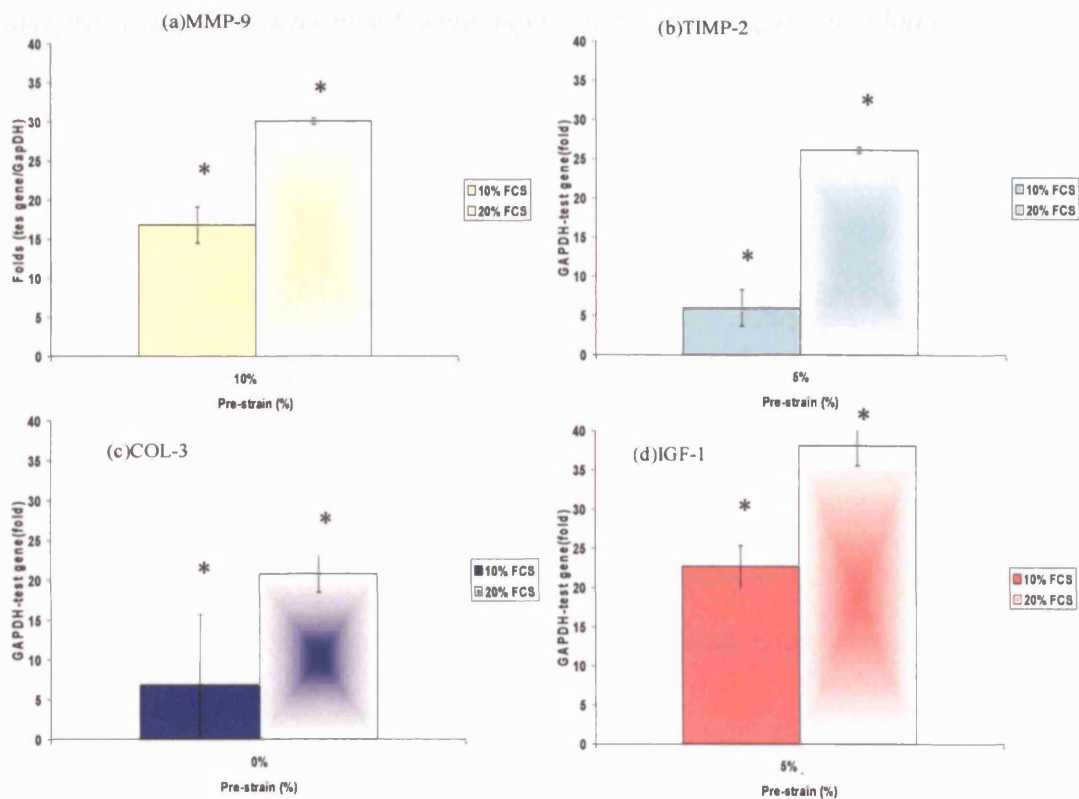 (a)MMP-9
40
35
30
25
20
15
10
5
0
*
*
Folds (tes gene/GapDH)
10%
Pre-strain (%)
10% FCS
20% FCS
(b)TIMP-2
40
35
30
25
20
15
10
5
0
*
*
GAPDH-test gene(fold)
5%
Pre-strain (%)
10% FCS
20% FCS
(c)COL-3
40
35
30
25
20
15
10
5
0
*
*
GAPDH-test gene(fold)
0%
Pre-strain (%)
10% FCS
20% FCS
(d)IGF-1
40
35
30
25
20
15
10
5
0
*
*
GAPDH-test gene(fold)
5%
Pre-strain (%)
10% FCS
20% FCS